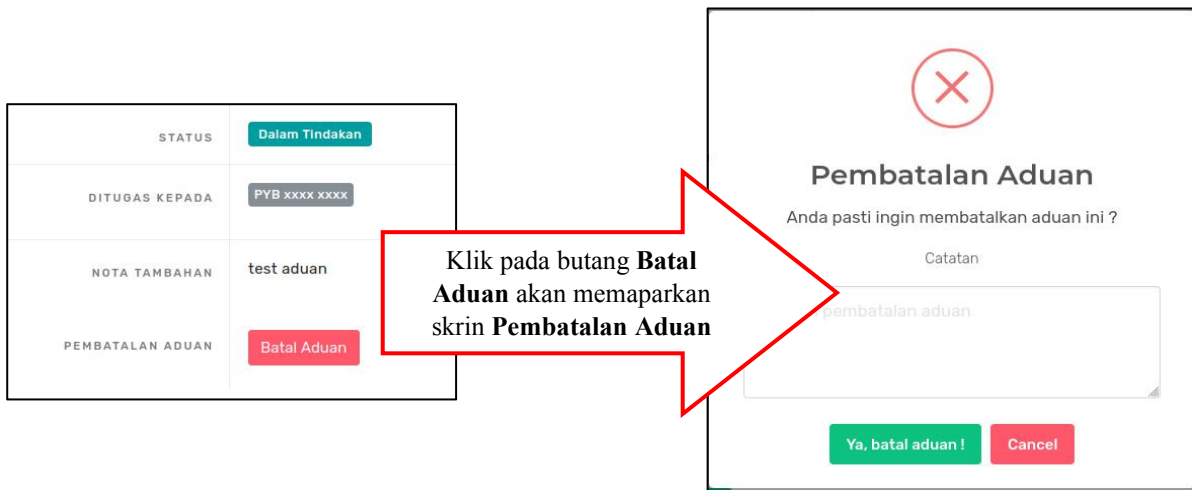 STATUS
Dalam Tindakan
DITUGAS KEPADA
PYB xxxx xxxx
NOTA TAMBAHAN
test aduan
PEMBATALAN ADUAN
Batal Aduan
Klik pada butang Batal
Aduan akan memaparkan
skrin Pembatalan Aduan
Pembatalan Aduan
Anda pasti ingin membatalkan aduan ini ?
Catatan
pembatalan aduan
Ya, batal aduan !
Cancel